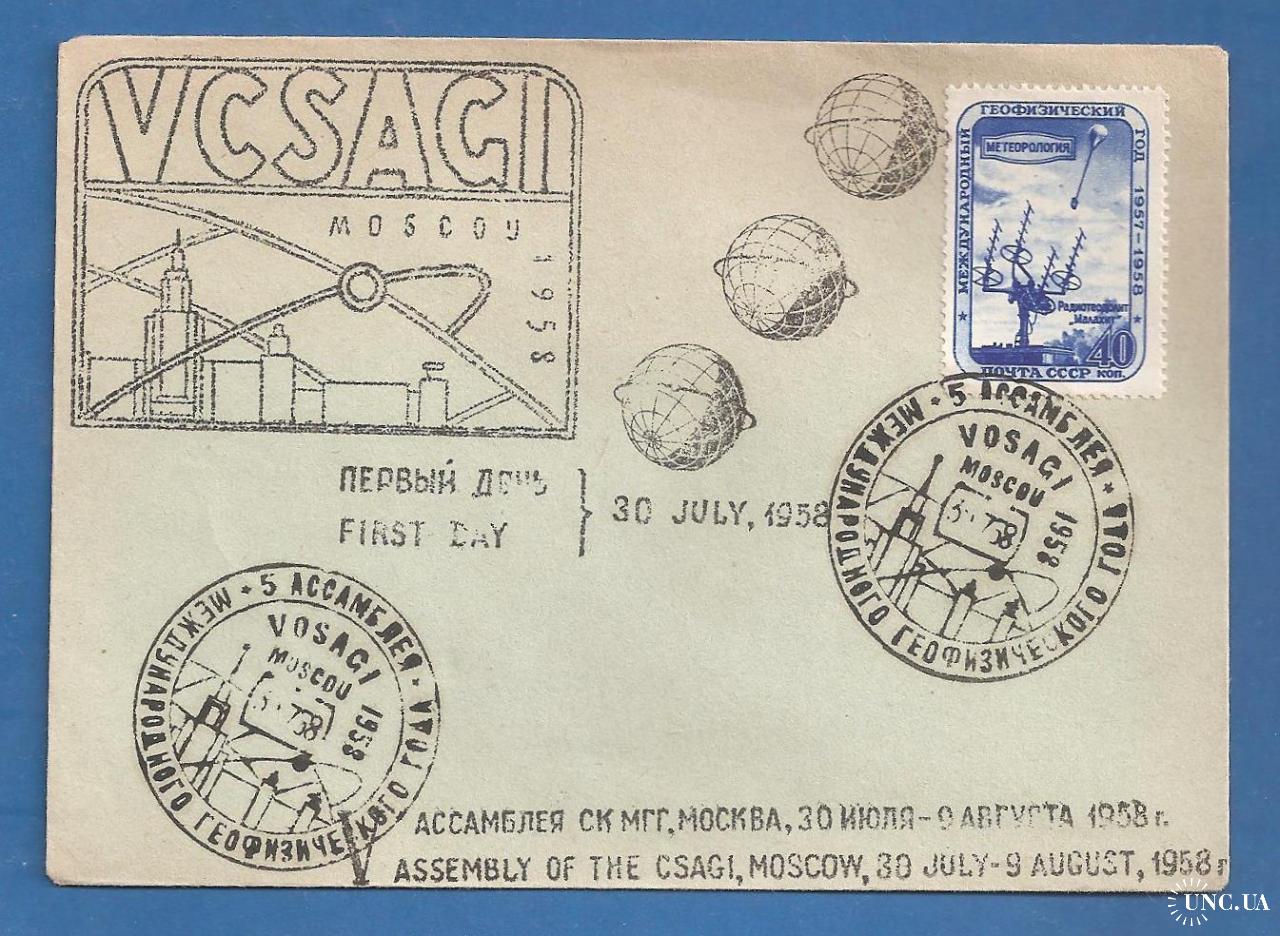 VCSAGI
MOSCOU
1958
МЕЖДУНАРОДНЫЙ ГЕОФИЗИЧЕСКИЙ ГОД 1957-1958
МЕТЕОРОЛОГИЯ
Радиотеодолит
„Малахит"
40
ПОЧТА СССР КОП.
ПЕРВЫЙ ДЕНЬ
FIRST DAY
30 JULY, 1958
5 АССАМБЛЕЯ * МЕЖДУНАРОДНОГО ГЕОФИЗИЧЕСКОГО ГОДА *
VOSAGI
MOSCOU
1958
5 АССАМБЛЕЯ * МЕЖДУНАРОДНОГО ГЕОФИЗИЧЕСКОГО ГОДА *
VOSAGI
MOSCOU
1958
V
АССАМБЛЕЯ СК МГГ, МОСКВА, 30 ИЮЛЯ-9 АВГУСТА 1958 г.
ASSEMBLY OF THE CSAGI, MOSCOW, 30 JULY-9 AUGUST, 1958 г
UNC.UA